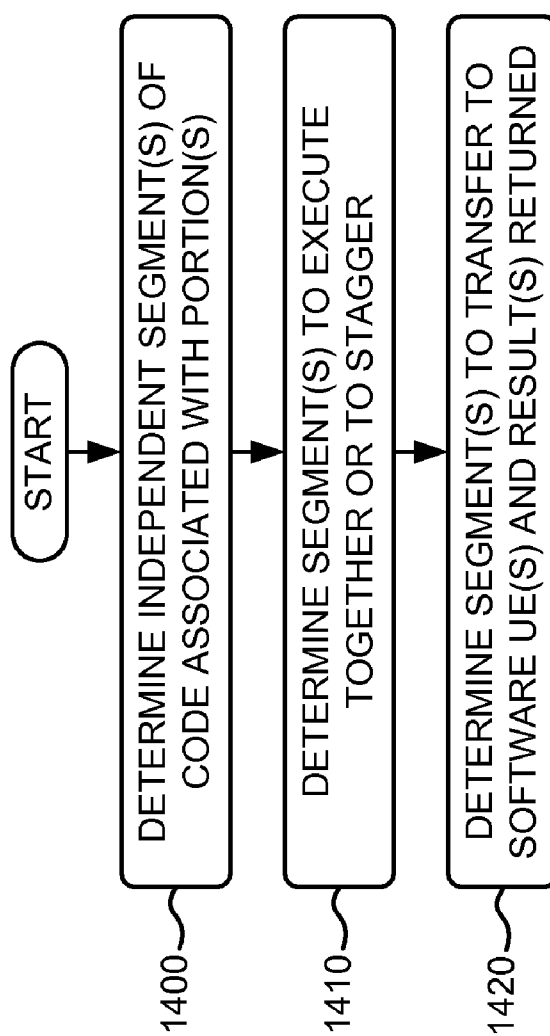 START
1400
DETERMINE INDEPENDENT SEGMENT(S) OF
CODE ASSOCIATED WITH PORTION(S)
1410
DETERMINE SEGMENT(S) TO EXECUTE
TOGETHER OR TO STAGGER
1420
DETERMINE SEGMENT(S) TO TRANSFER TO
SOFTWARE UE(S) AND RESULT(S) RETURNED